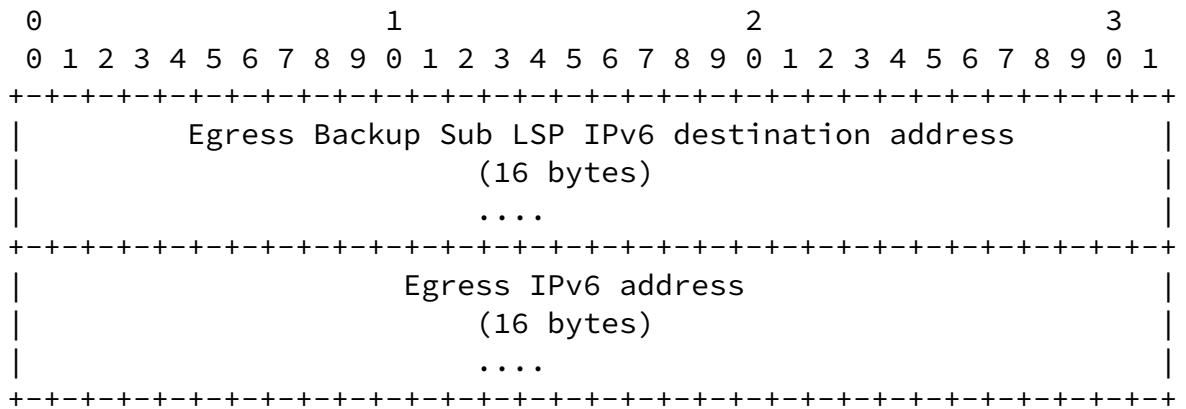 0                   1                   2                   3
 0 1 2 3 4 5 6 7 8 9 0 1 2 3 4 5 6 7 8 9 0 1 2 3 4 5 6 7 8 9 0 1
+-+-+-+-+-+-+-+-+-+-+-+-+-+-+-+-+-+-+-+-+-+-+-+-+-+-+-+-+-+-+-+-+
|         Egress Backup Sub LSP IPv6 destination address        |
|                         (16 bytes)                            |
|                         ....                                  |
+-+-+-+-+-+-+-+-+-+-+-+-+-+-+-+-+-+-+-+-+-+-+-+-+-+-+-+-+-+-+-+-+
|                     Egress IPv6 address                       |
|                         (16 bytes)                            |
|                         ....                                  |
+-+-+-+-+-+-+-+-+-+-+-+-+-+-+-+-+-+-+-+-+-+-+-+-+-+-+-+-+-+-+-+-+